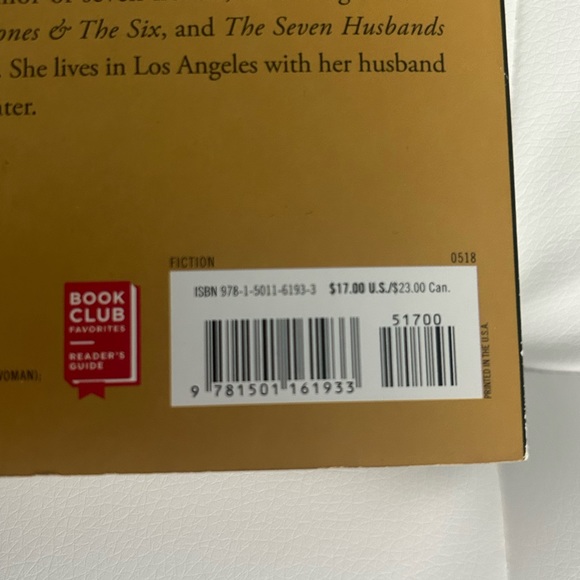 ones & The Six, and The Seven Husbands
. She lives in Los Angeles with her husband
ter.
FICTION 0518
ISBN 978-1-5011-6193-3 $17.00 U.S./$23.00 Can.
51700
9 781501 161933
PRINTED IN THE U.S.A.
BOOK
CLUB
FAVORITES
READER'S
GUIDE
WOMAN);